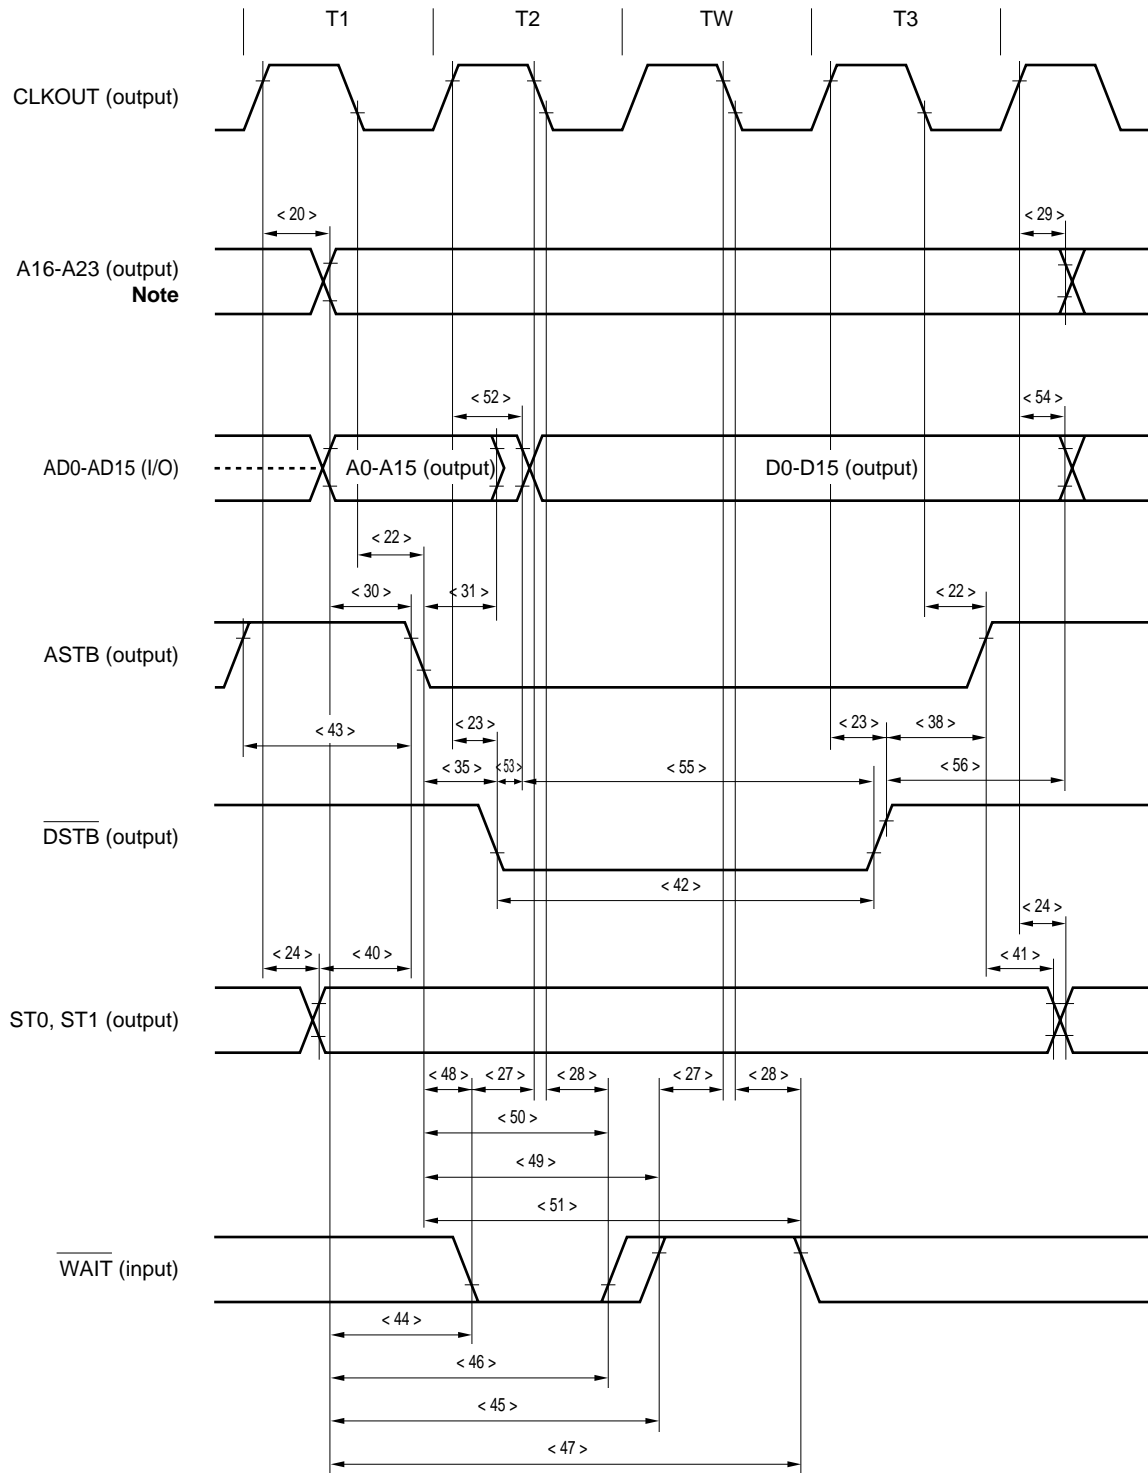 T1 T2 TW T3
CLKOUT (output)
< 20 > < 29 >
A16-A23 (output)
Note
< 52 > < 54 >
AD0-AD15 (I/O) A0-A15 (output) D0-D15 (output)
< 22 >
< 30 > < 31 > < 22 >
ASTB (output)
< 43 > < 23 > < 23 > < 38 >
< 35 > < 53 > < 55 > < 56 >
DSTB (output)
< 42 >
< 24 >
< 24 > < 40 > < 41 >
ST0, ST1 (output)
< 48 > < 27 > < 28 > < 27 > < 28 >
< 50 >
< 49 >
< 51 >
WAIT (input)
< 44 >
< 46 >
< 45 >
< 47 >